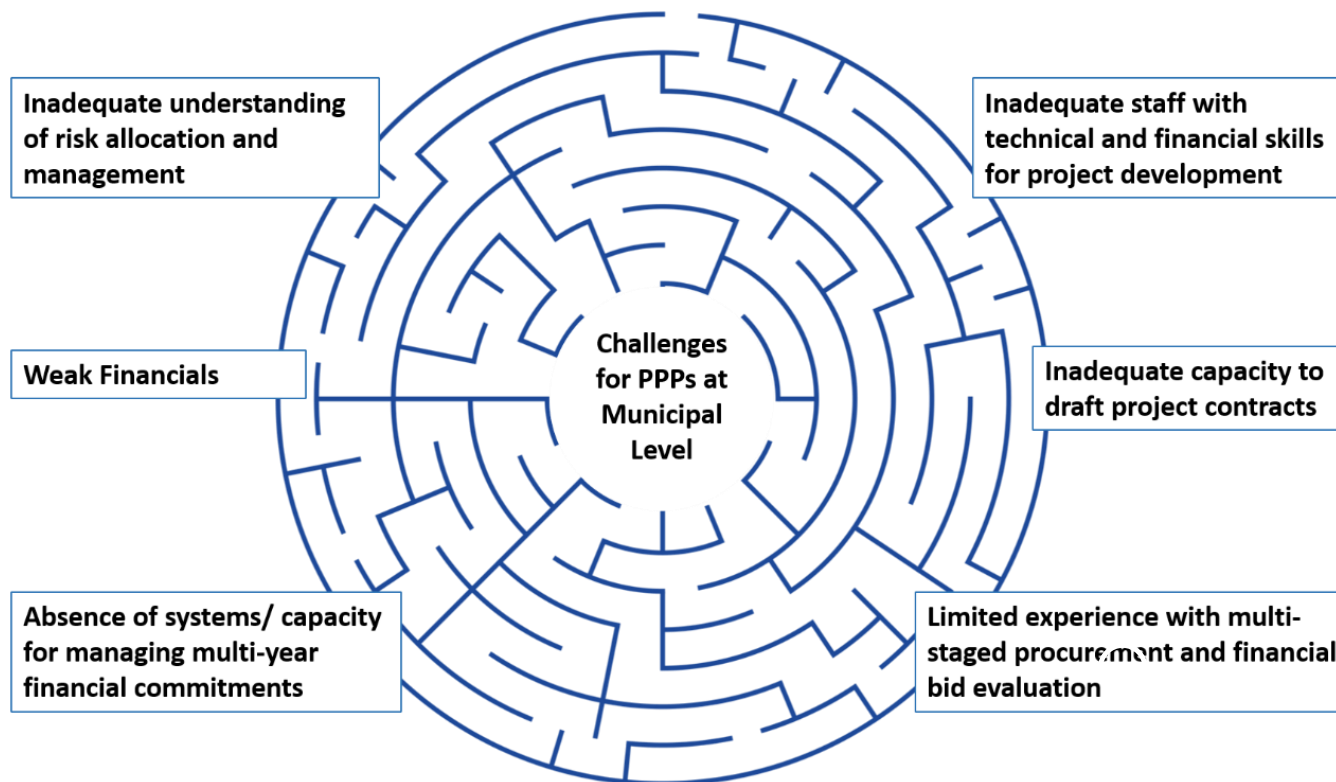 Inadequate understanding
of risk allocation and
management
Inadequate staff with
technical and financial skills
for project development
Weak Financials
Challenges
for PPPs at
Municipal
Level
Inadequate capacity to
draft project contracts
Absence of systems/ capacity
for managing multi-year
financial commitments
Limited experience with multi-
staged procurement and financial
bid evaluation